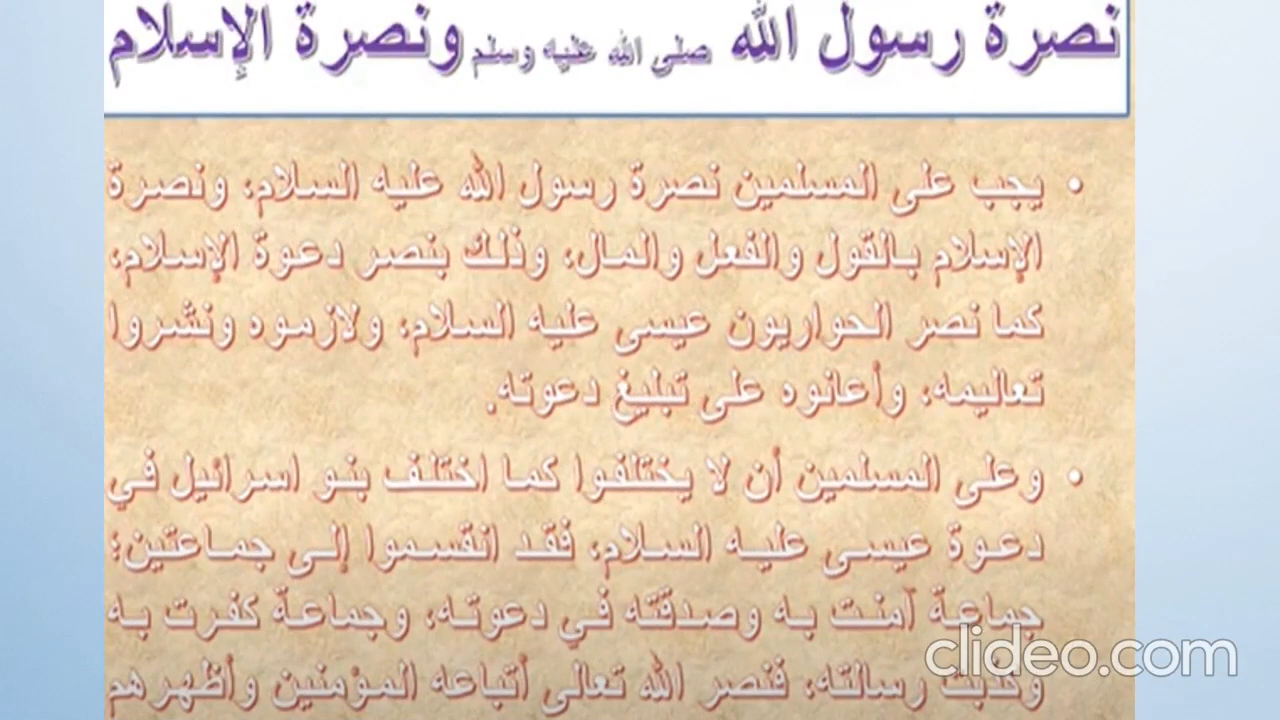 نصرة رسول الله صلى الله عليه وسلم ونصرة الإسلام
• يجب على المسلمين نصرة رسول الله عليه السلام، ونصرة
الإسلام بالقول والفعل والمال، وذلك بنصر دعوة الإسلام،
كما نصر الحواريون عيسى عليه السلام، ولازموه ونشروا
تعاليمه، وأعانوه على تبليغ دعوته.
• وعلى المسلمين أن لا يختلفوا كما اختلف بنو اسرائيل في
دعوة عيسى عليه السلام، فقد انقسموا إلى جماعتين؛
جماعة آمنت به وصدقته في دعوته، وجماعة كفرت به
وكذبت رسالته، فنصر الله تعالى أتباعه المؤمنين وأظهرهم
clideo.com